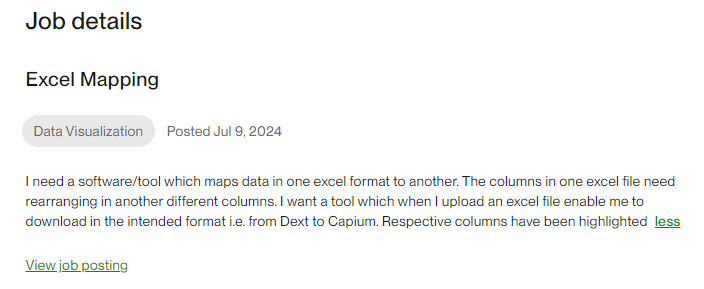 Job details
Excel Mapping
Data Visualization Posted Jul 9, 2024
I need a software/tool which maps data in one excel format to another. The columns in one excel file need
rearranging in another different columns. I want a tool which when I upload an excel file enable me to
download in the intended format i.e. from Dext to Capium. Respective columns have been highlighted less
View job posting